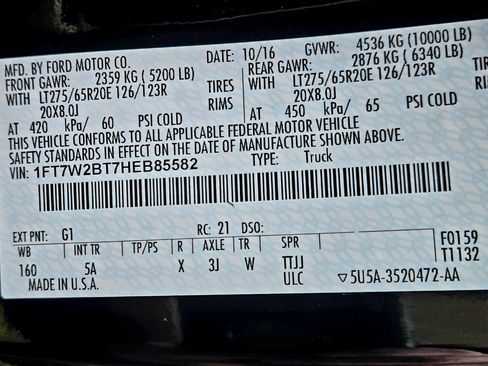 MFD. BY FORD MOTOR CO. DATE: 10/16 GVWR: 4536 KG (10000 LB)
FRONT GAWR: 2359 KG (5200 LB) REAR GAWR: 2876 KG (6340 LB)
WITH LT275/65R20E 126/123R TIRES WITH LT275/65R20E 126/123R TIRES
20X8.0J RIMS 20X8.0J RIMS
AT 420 kPa/ 60 PSI COLD AT 450 kPa/ 65 PSI COLD
THIS VEHICLE CONFORMS TO ALL APPLICABLE FEDERAL MOTOR VEHICLE
SAFETY STANDARDS IN EFFECT ON THE DATE OF MANUFACTURE SHOWN ABOVE.
VIN: 1FT7W2BT7HEB85582 TYPE: Truck
EXT PNT: G1 RC: 21 DSO: F0159
WB INT TR TP/PS R AXLE TR SPR T1132
160 5A X 3J W TTJJ
MADE IN U.S.A. ULC ▽5U5A-3520472-AA